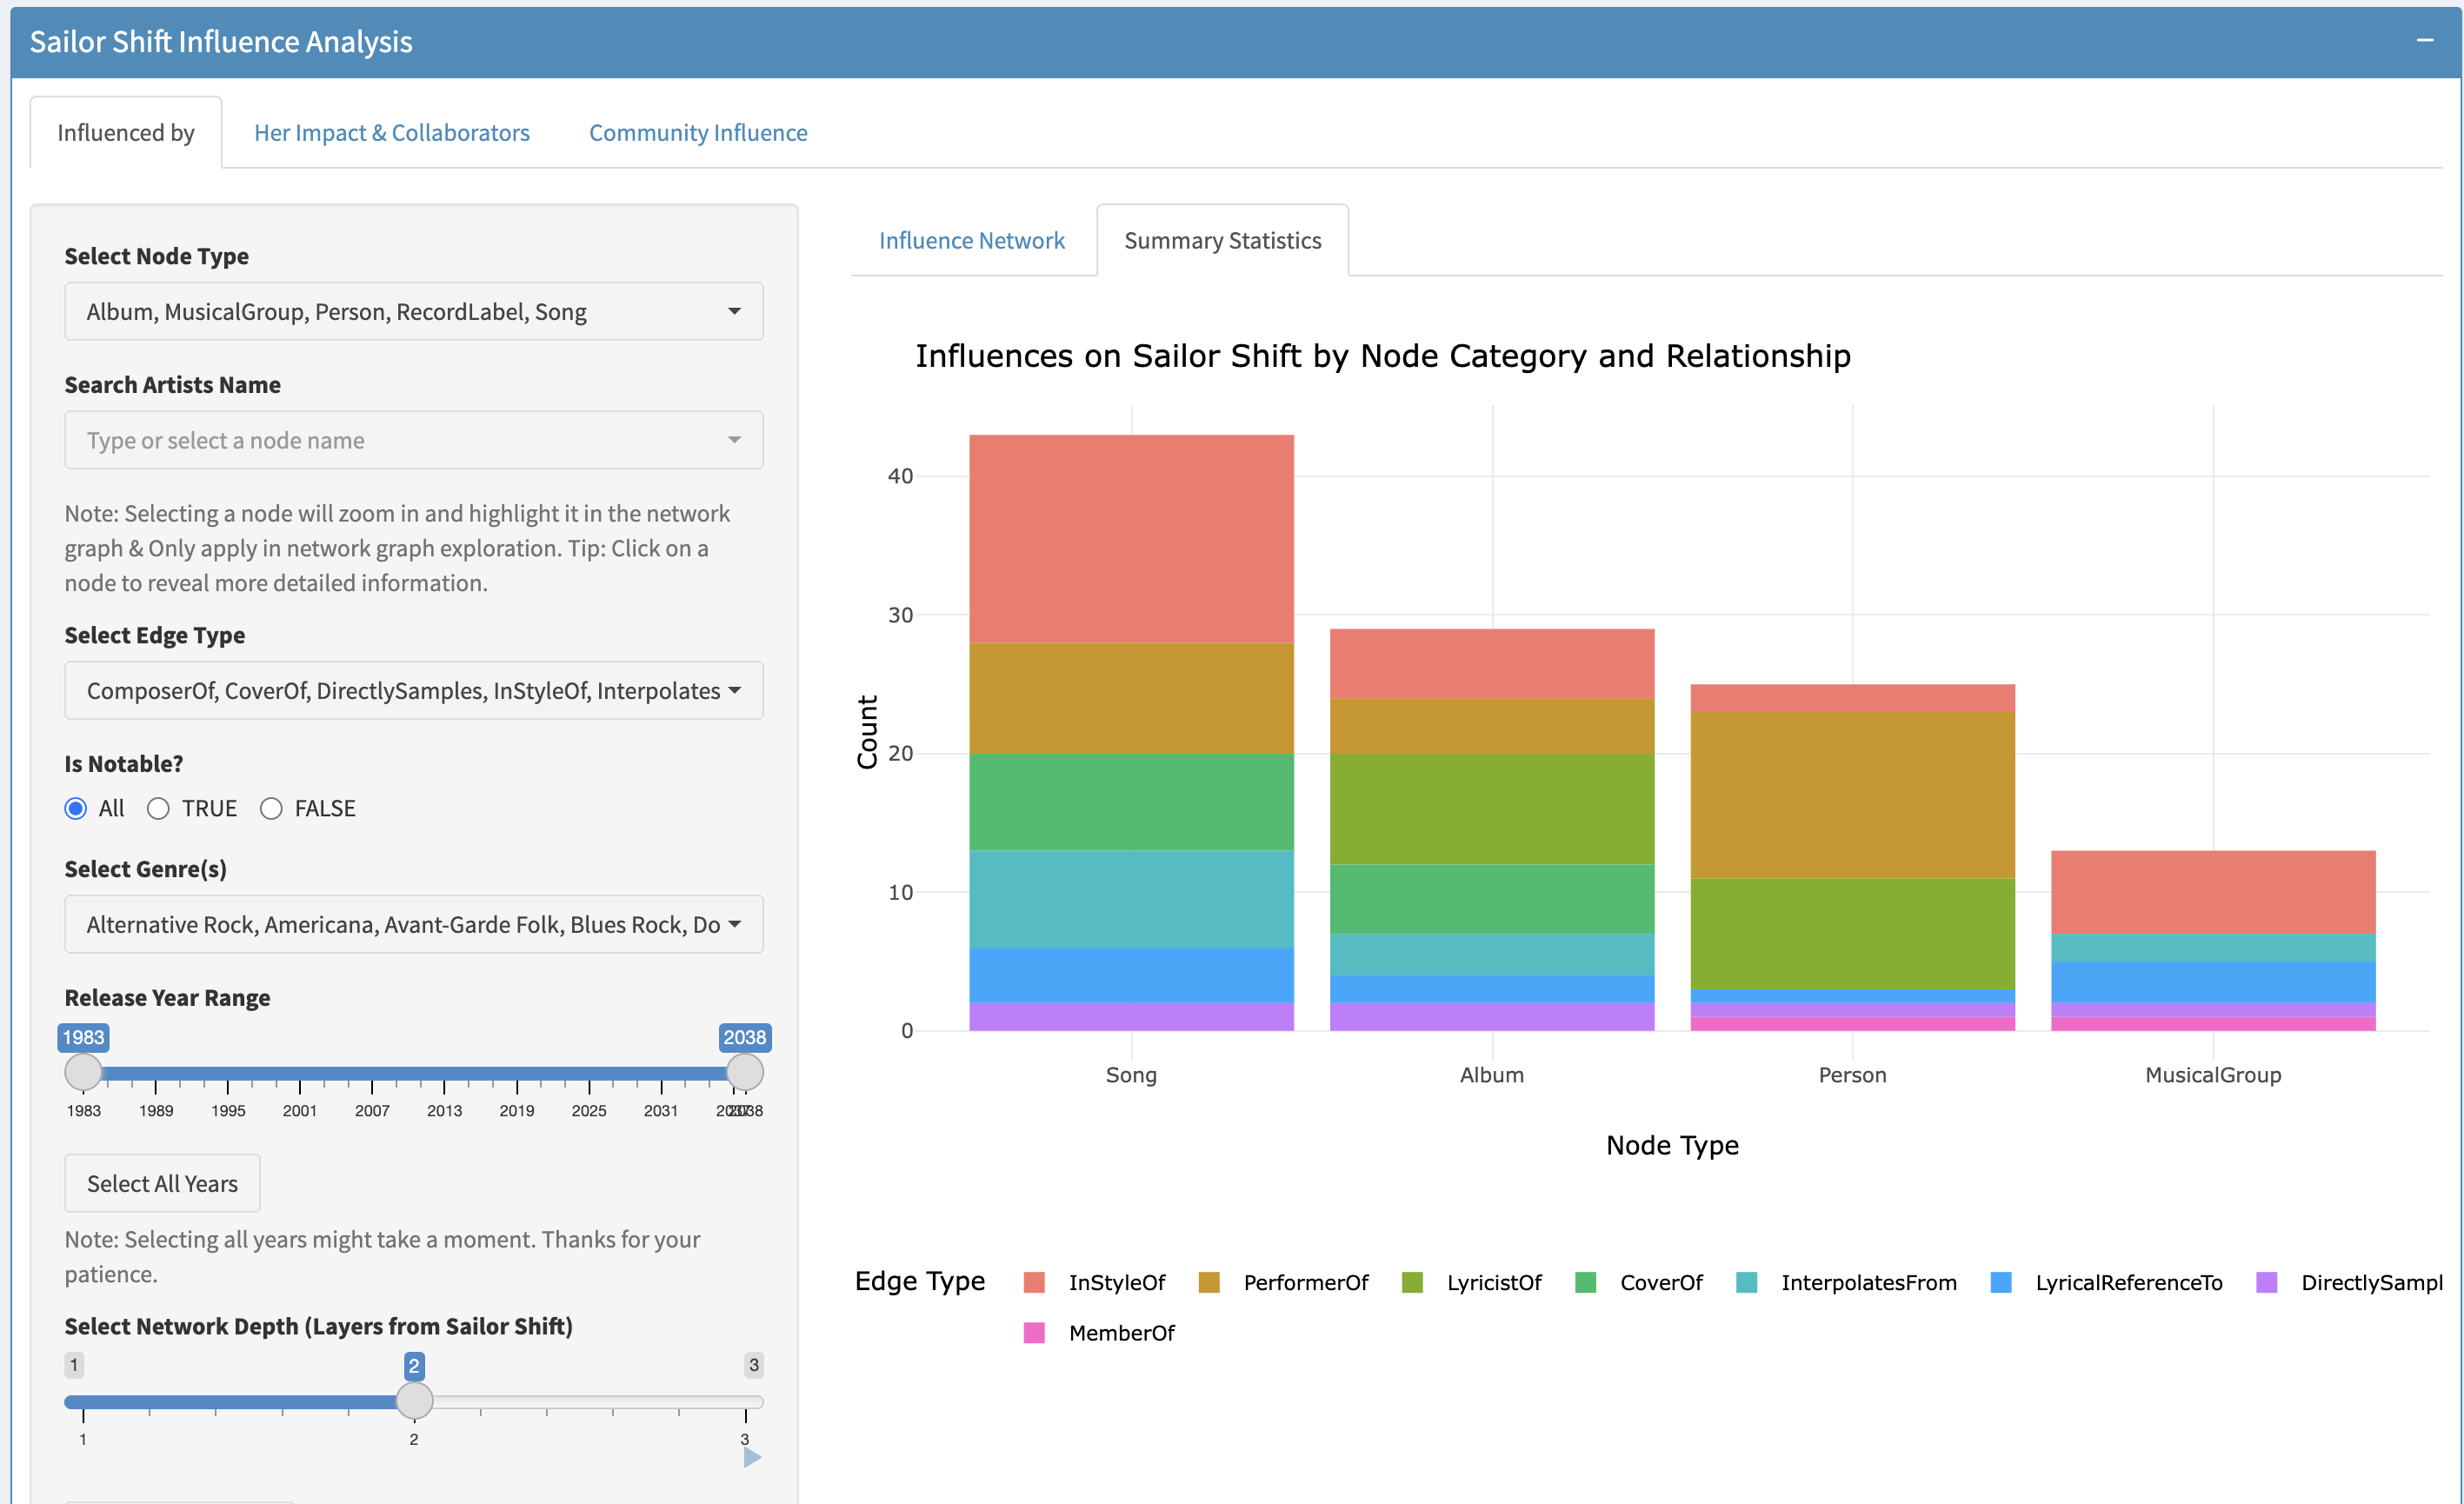 Sailor Shift Influence Analysis
Influenced by
Her Impact & Collaborators
Community Influence
Select Node Type
Album, MusicalGroup, Person, RecordLabel, Song
Search Artists Name
Type or select a node name
Note: Selecting a node will zoom in and highlight it in the network
graph & Only apply in network graph exploration. Tip: Click on a
node to reveal more detailed information.
Select Edge Type
ComposerOf, CoverOf, DirectlySamples, InStyleOf, Interpolates
Is Notable?
All TRUE FALSE
Select Genre(s)
Alternative Rock, Americana, Avant-Garde Folk, Blues Rock, Do
Release Year Range
1983 2038
1983 1989 1995 2001 2007 2013 2019 2025 2031 2037 2038
Select All Years
Note: Selecting all years might take a moment. Thanks for your
patience.
Select Network Depth (Layers from Sailor Shift)
1 2 3
1 2 3
Influence Network
Summary Statistics
Influences on Sailor Shift by Node Category and Relationship
Count
40
30
20
10
0
Song Album Person MusicalGroup
Node Type
Edge Type InStyleOf PerformerOf LyricistOf CoverOf InterpolatesFrom LyricalReferenceTo DirectlySampl
MemberOf